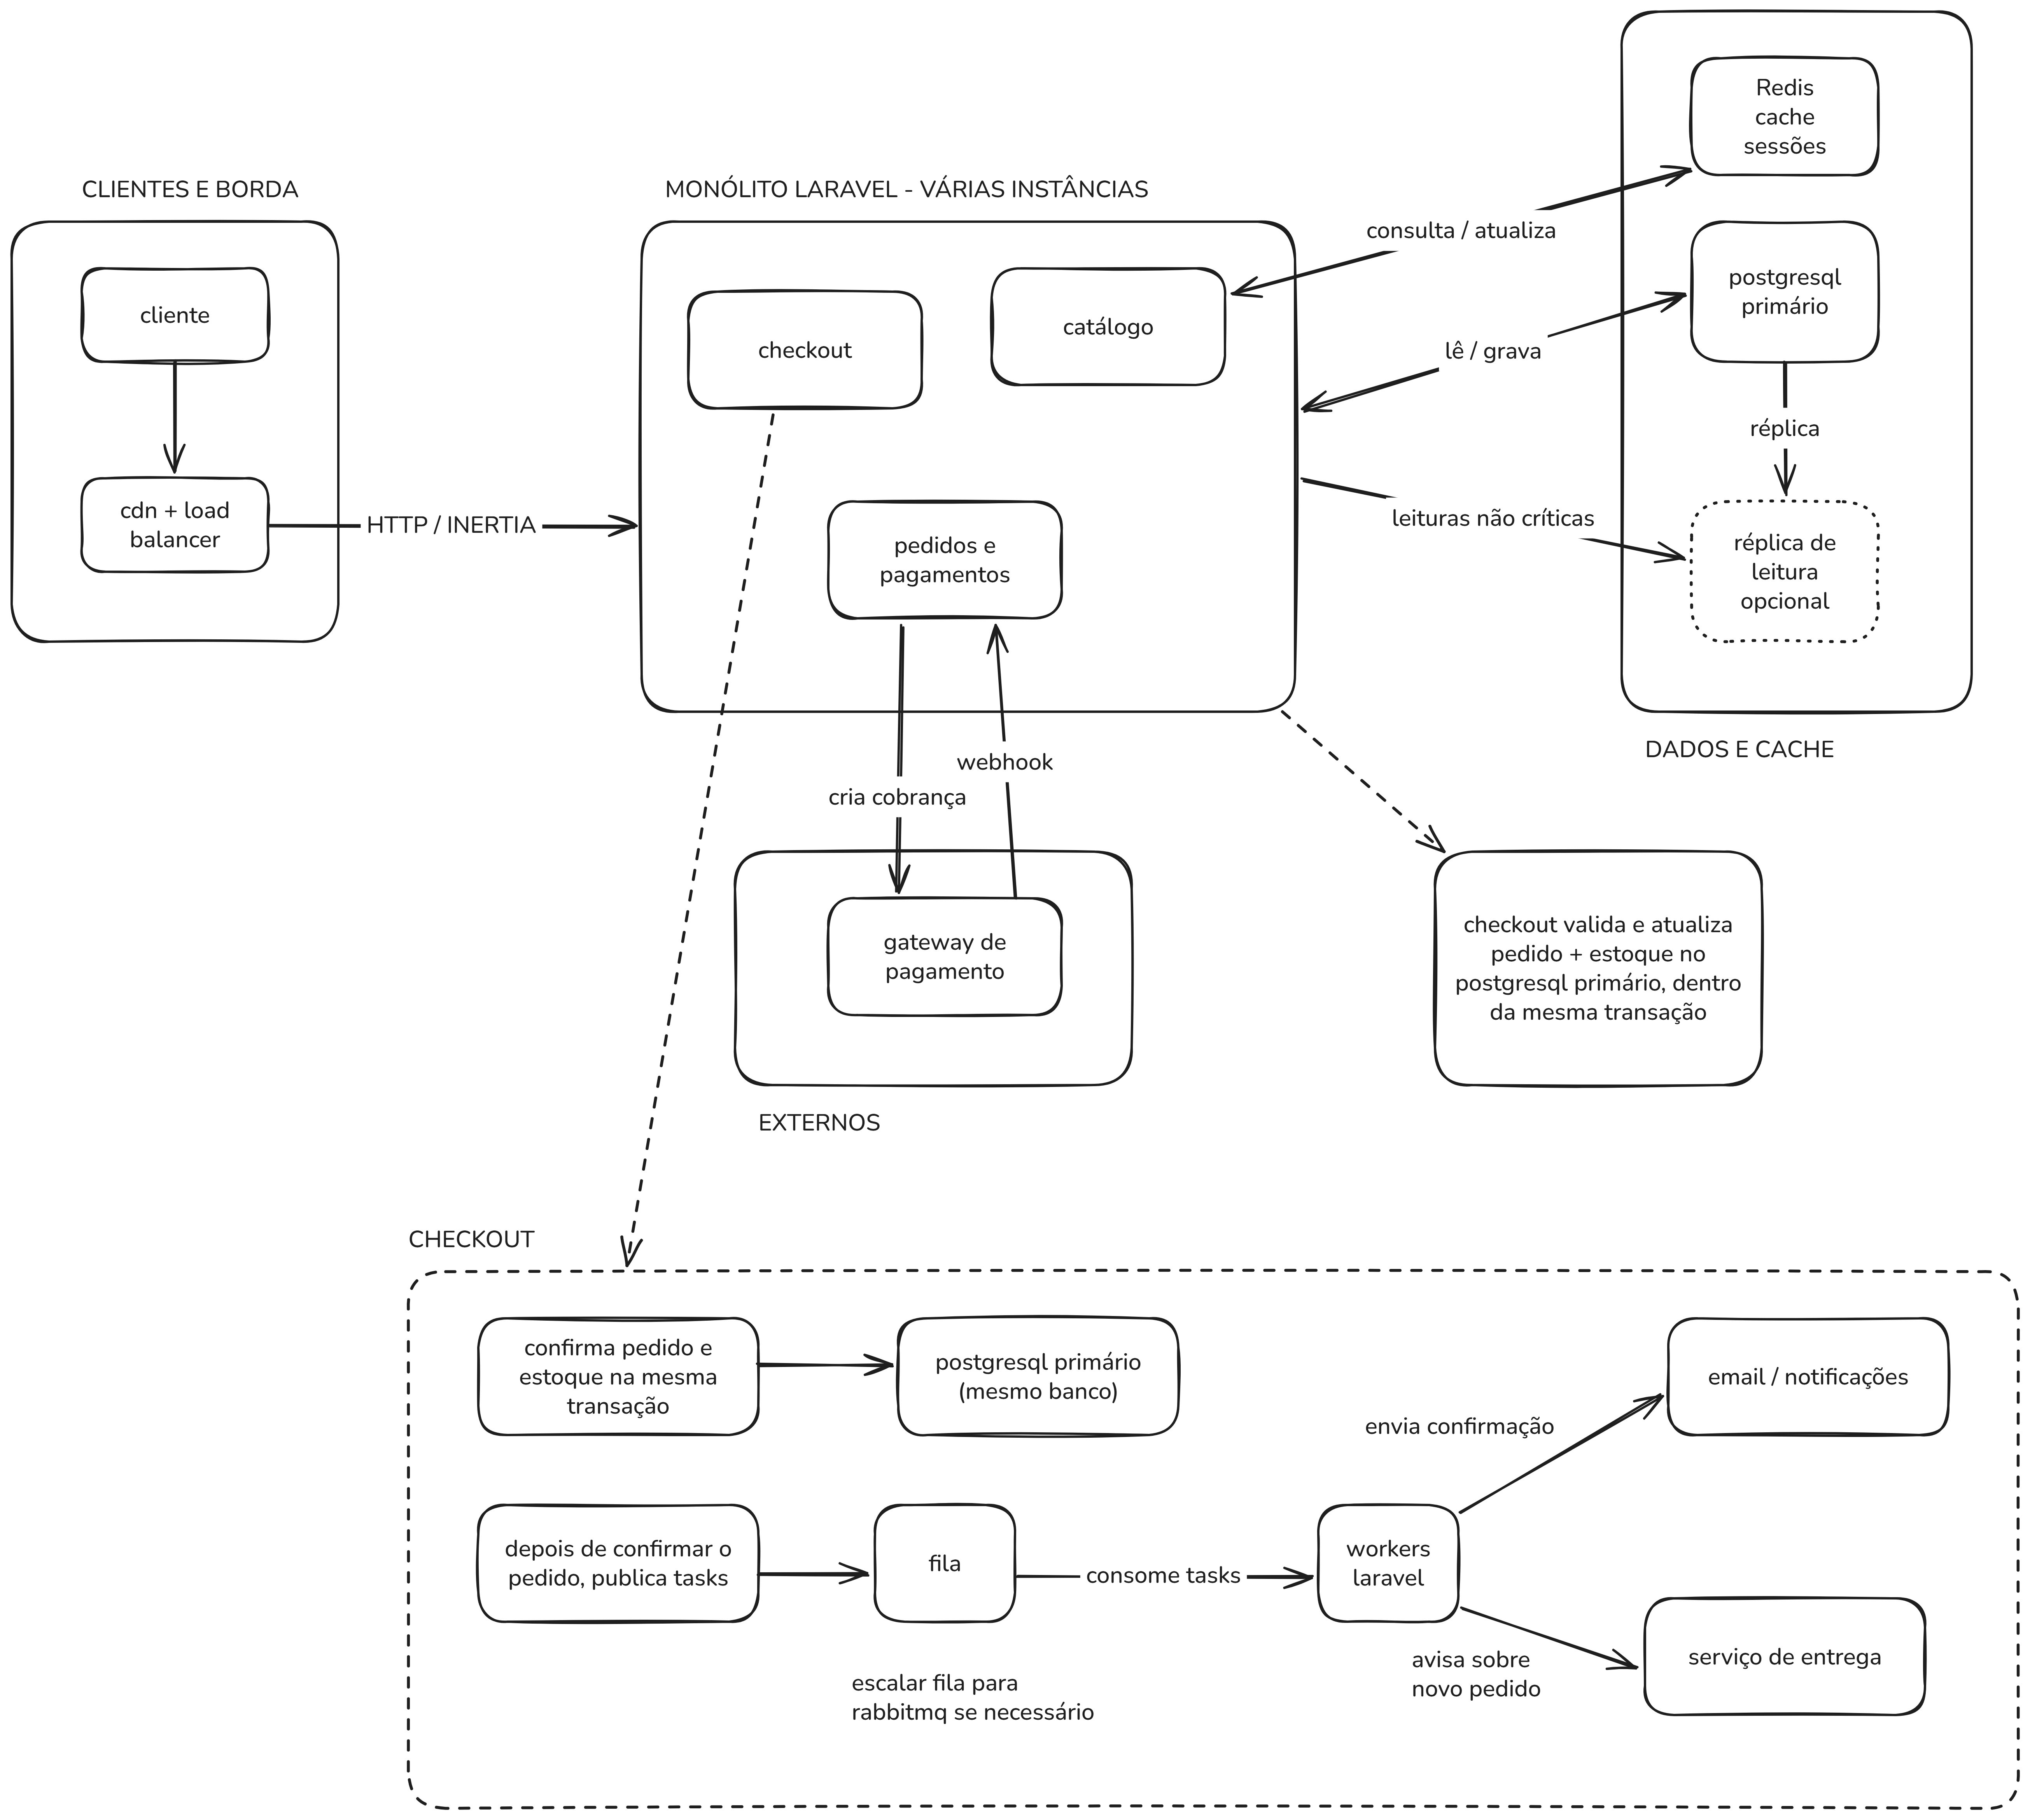 CLIENTES E BORDA
cliente
cdn + load
balancer
HTTP / INERTIA
MONÓLITO LARAVEL - VÁRIAS INSTÂNCIAS
checkout
catálogo
pedidos e
pagamentos
consulta / atualiza
lê / grava
leituras não críticas
Redis
cache
sessões
postgresql
primário
réplica
réplica de
leitura
opcional
DADOS E CACHE
webhook
cria cobrança
gateway de
pagamento
EXTERNOS
checkout valida e atualiza
pedido + estoque no
postgresql primário, dentro
da mesma transação
CHECKOUT
confirma pedido e
estoque na mesma
transação
postgresql primário
(mesmo banco)
depois de confirmar o
pedido, publica tasks
fila
consome tasks
workers
laravel
envia confirmação
email / notificações
avisa sobre
novo pedido
serviço de entrega
escalar fila para
rabbitmq se necessário